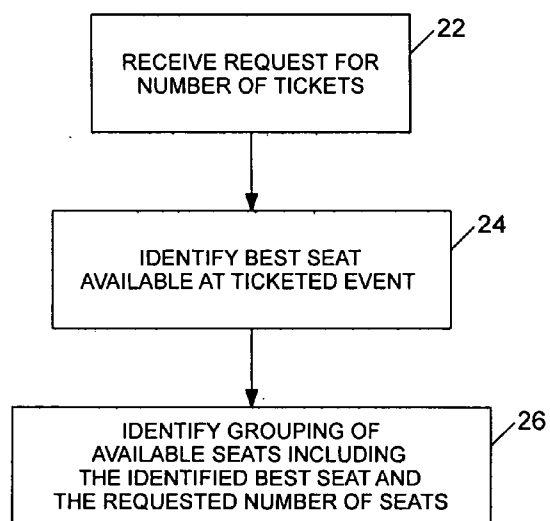 22
RECEIVE REQUEST FOR
NUMBER OF TICKETS
24
IDENTIFY BEST SEAT
AVAILABLE AT TICKETED EVENT
26
IDENTIFY GROUPING OF
AVAILABLE SEATS INCLUDING
THE IDENTIFIED BEST SEAT AND
THE REQUESTED NUMBER OF SEATS